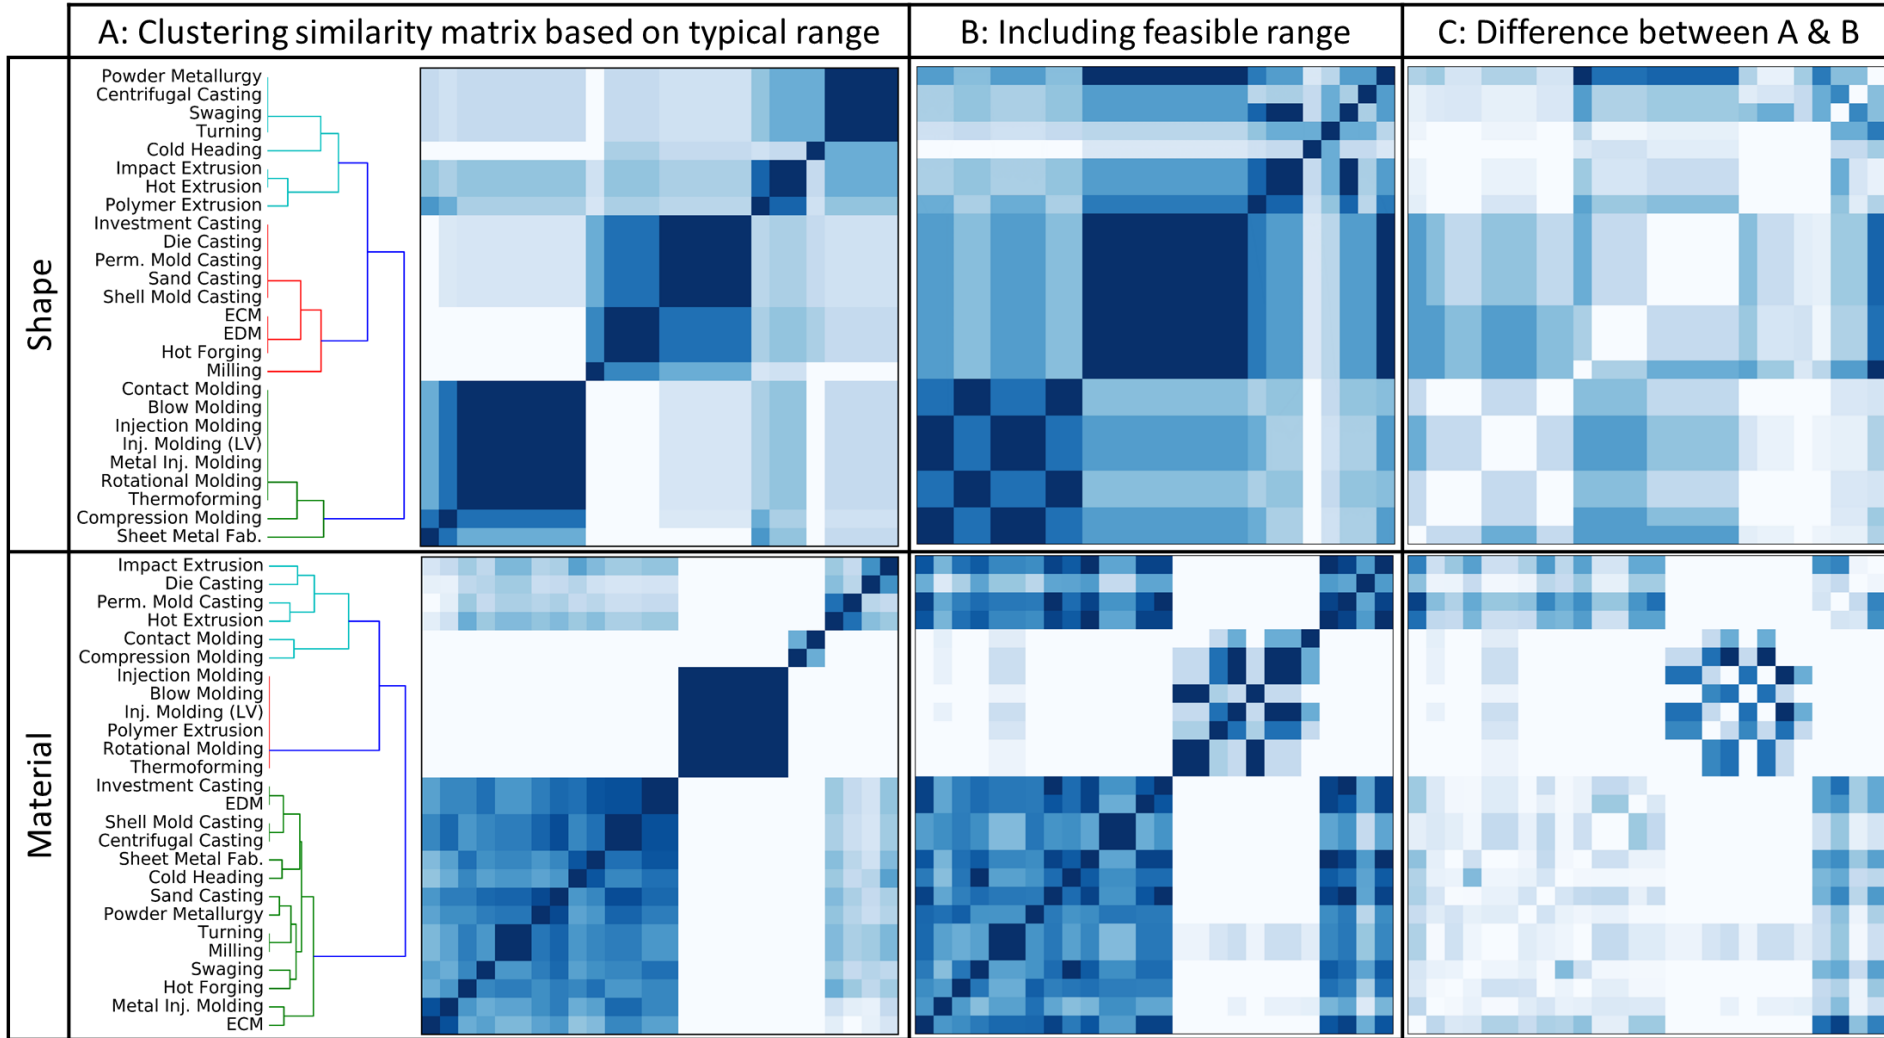 A: Clustering similarity matrix based on typical range
B: Including feasible range
C: Difference between A & B
Shape
Powder Metallurgy
Centrifugal Casting
Swaging
Turning
Cold Heading
Impact Extrusion
Hot Extrusion
Polymer Extrusion
Investment Casting
Die Casting
Perm. Mold Casting
Sand Casting
Shell Mold Casting
ECM
EDM
Hot Forging
Milling
Contact Molding
Blow Molding
Injection Molding
Inj. Molding (LV)
Metal Inj. Molding
Rotational Molding
Thermoforming
Compression Molding
Sheet Metal Fab.
Material
Impact Extrusion
Die Casting
Perm. Mold Casting
Hot Extrusion
Contact Molding
Compression Molding
Injection Molding
Blow Molding
Inj. Molding (LV)
Polymer Extrusion
Rotational Molding
Thermoforming
Investment Casting
EDM
Shell Mold Casting
Centrifugal Casting
Sheet Metal Fab.
Cold Heading
Sand Casting
Powder Metallurgy
Turning
Milling
Swaging
Hot Forging
Metal Inj. Molding
ECM